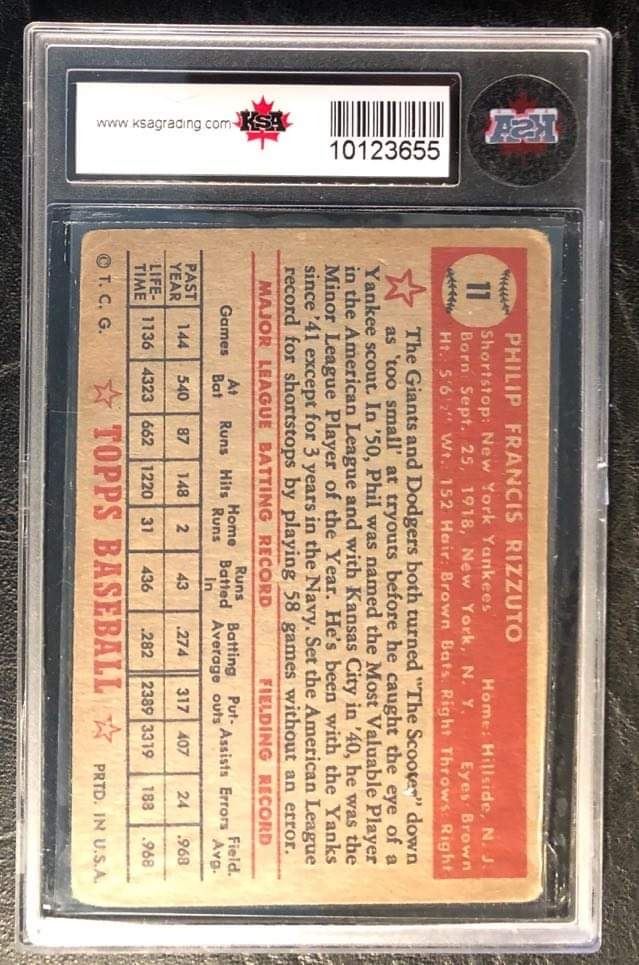 www.ksagrading.com
KSA
10123655
KSA
11
PHILIP FRANCIS RIZZUTO
Shortstop: New York Yankees Home: Hillside, N. J.
Born Sept. 25, 1918, New York, N. Y. Eyes: Brown
Ht.: 5'6½" Wt.: 152 Hair: Brown Bats: Right Throws: Right
The Giants and Dodgers both turned "The Scooter" down
as 'too small' at tryouts before he caught the eye of a
Yankee scout. In '50, Phil was named the Most Valuable Player
in the American League and with Kansas City in '40, he was the
Minor League Player of the Year. He's been with the Yanks
since '41 except for 3 years in the Navy. Set the American League
record for shortstops by playing 58 games without an error.
MAJOR LEAGUE BATTING RECORD FIELDING RECORD
Games At Bat Runs Hits Home Runs Runs Batted In Batting Average Put-outs Assists Errors Field. Avg.
PAST YEAR 144 540 87 148 2 43 .274 317 407 24 .968
LIFE-TIME 1136 4323 662 1220 31 436 .282 2389 3319 188 .968
© T. C. G. TOPPS BASEBALL PRTD. IN U.S.A.